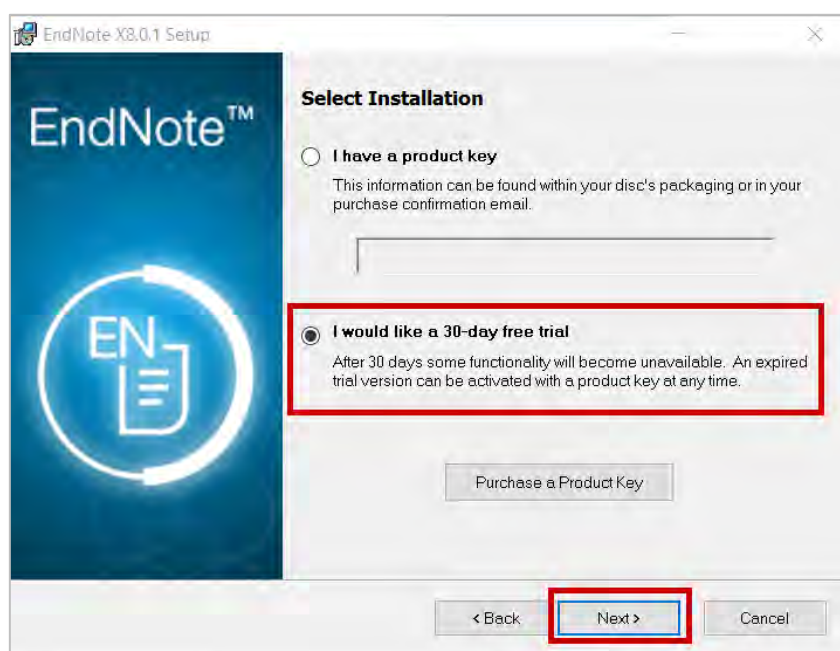 EndNote X8.0.1 Setup
EndNote™
Select Installation
I have a product key
This information can be found within your disc's packaging or in your
purchase confirmation email.
EN
I would like a 30-day free trial
After 30 days some functionality will become unavailable. An expired
trial version can be activated with a product key at any time.
Purchase a Product Key
< Back
Next >
Cancel